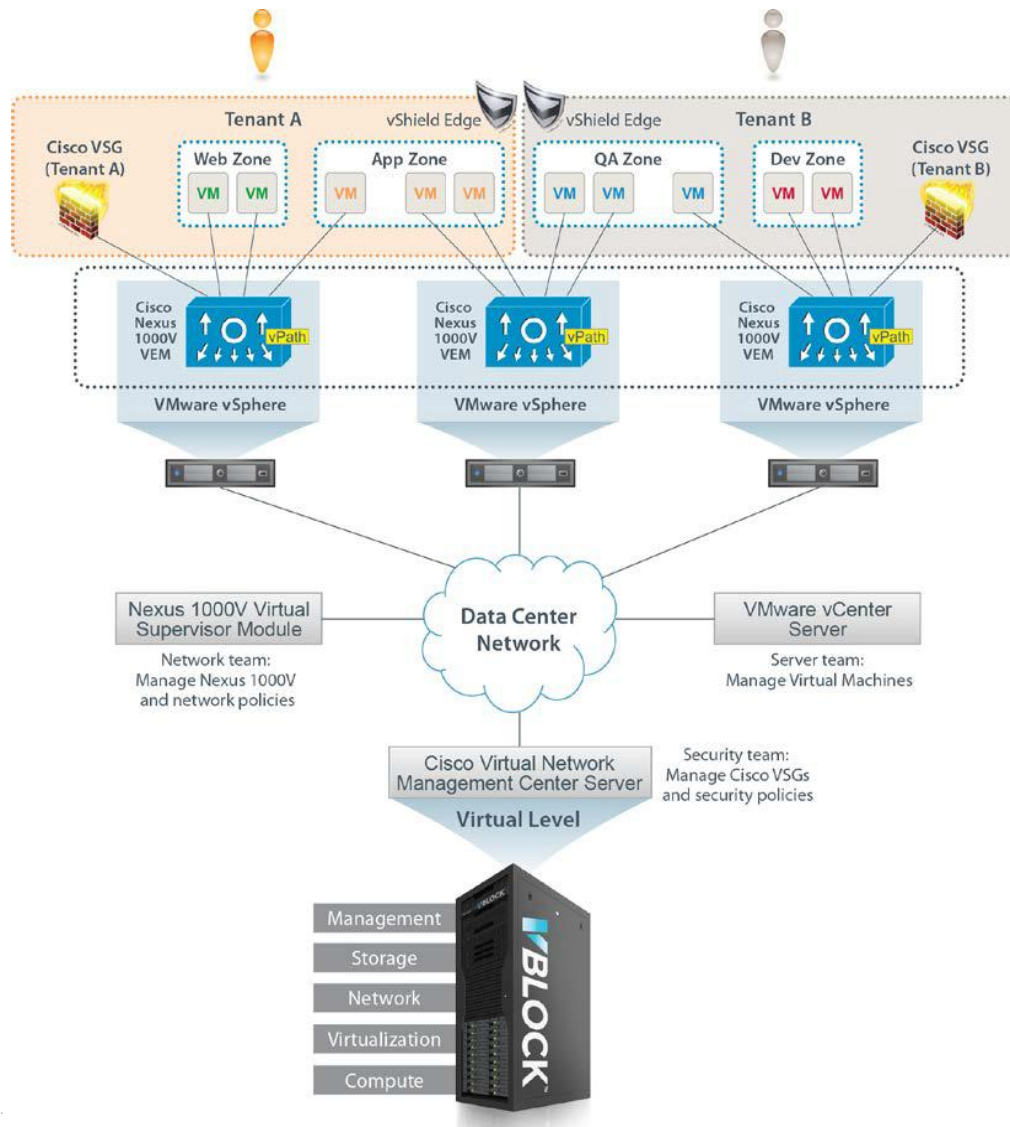 Tenant A
vShield Edge
vShield Edge
Tenant B
Cisco VSG
(Tenant A)
Web Zone
VM
VM
App Zone
VM
VM
VM
QA Zone
VM
VM
VM
Dev Zone
VM
VM
Cisco VSG
(Tenant B)
Cisco
Nexus
1000V
VEM
vPath
Cisco
Nexus
1000V
VEM
vPath
Cisco
Nexus
1000V
VEM
vPath
VMware vSphere
VMware vSphere
VMware vSphere
Data Center
Network
Nexus 1000V Virtual
Supervisor Module
Network team:
Manage Nexus 1000V
and network policies
VMware vCenter
Server
Server team:
Manage Virtual Machines
Cisco Virtual Network
Management Center Server
Security team:
Manage Cisco VSGs
and security policies
Virtual Level
Management
Storage
Network
Virtualization
Compute
VBLOCK
VBLOCK™